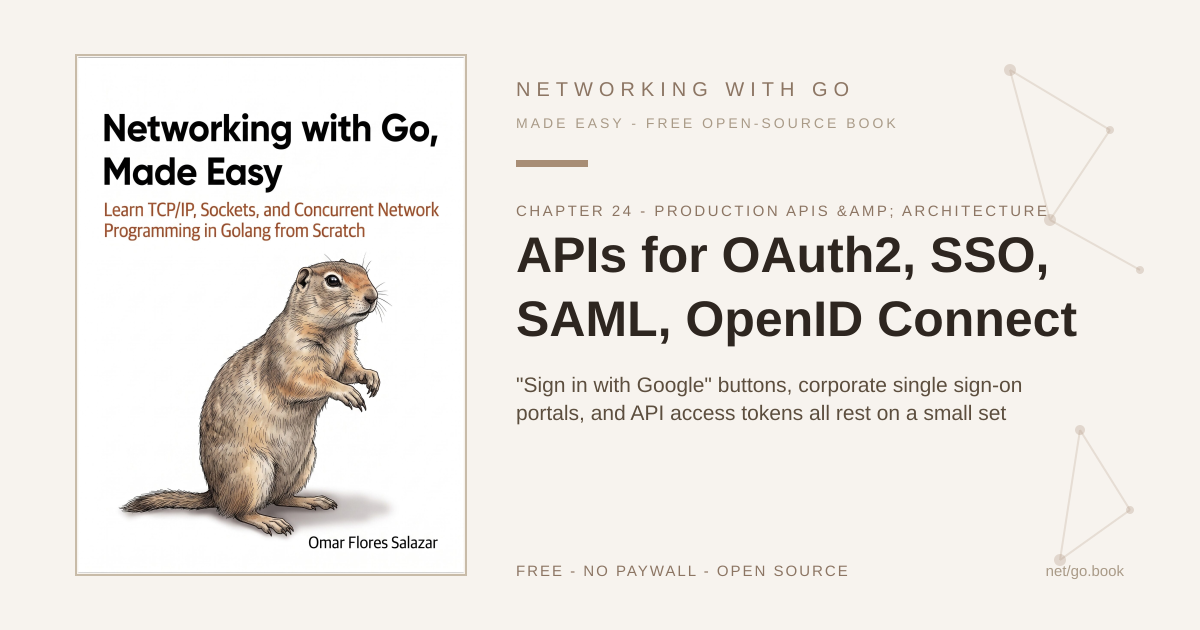 Networking with Go,
Made Easy
Learn TCP/IP, Sockets, and Concurrent Network
Programming in Golang from Scratch
Omar Flores Salazar
NETWORKING WITH GO
MADE EASY - FREE OPEN-SOURCE BOOK
CHAPTER 24 - PRODUCTION APIS &AMP; ARCHITECTURE
APIs for OAuth2, SSO,
SAML, OpenID Connect
"Sign in with Google" buttons, corporate single sign-on
portals, and API access tokens all rest on a small set
FREE - NO PAYWALL - OPEN SOURCE
net/go.book